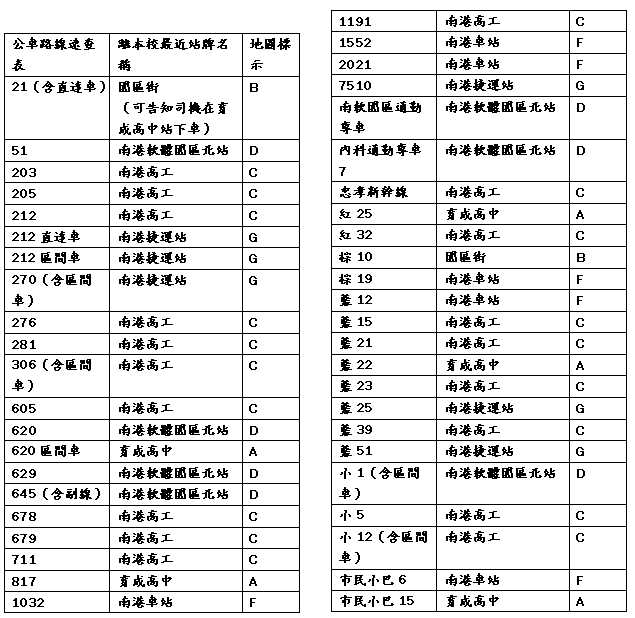 公車路線速查 離本校最近站牌名 地圖標
表 稱 示
21（含直達車） 園區街 B
（可告知司機在育
成高中站下車）
51 南港軟體園區北站 D
203 南港高工 C
205 南港高工 C
212 南港高工 C
212 直達車 南港捷運站 G
212 區間車 南港捷運站 G
270（含區間 南港捷運站 G
車）
276 南港高工 C
281 南港高工 C
306（含區間 南港高工 C
車）
605 南港高工 C
620 南港軟體園區北站 D
620 區間車 育成高中 A
629 南港軟體園區北站 D
645（含副線） 南港軟體園區北站 D
678 南港高工 C
679 南港高工 C
711 南港高工 C
817 育成高中 A
1032 南港車站 F
1191 南港高工 C
1552 南港車站 F
2021 南港車站 F
7510 南港捷運站 G
南軟園區通勤 南港軟體園區北站 D
專車
內科通勤專車 南港軟體園區北站 D
7
忠孝新幹線 南港高工 C
紅 25 育成高中 A
紅 32 南港高工 C
棕 10 園區街 B
棕 19 南港車站 F
藍 12 南港車站 F
藍 15 南港高工 C
藍 21 南港高工 C
藍 22 育成高中 A
藍 23 南港高工 C
藍 25 南港捷運站 G
藍 39 南港高工 C
藍 51 南港捷運站 G
小 1（含區間 南港軟體園區北站 D
車）
小 5 南港高工 C
小 12（含區間 南港高工 C
車）
市民小巴 6 南港車站 F
市民小巴 15 育成高中 A